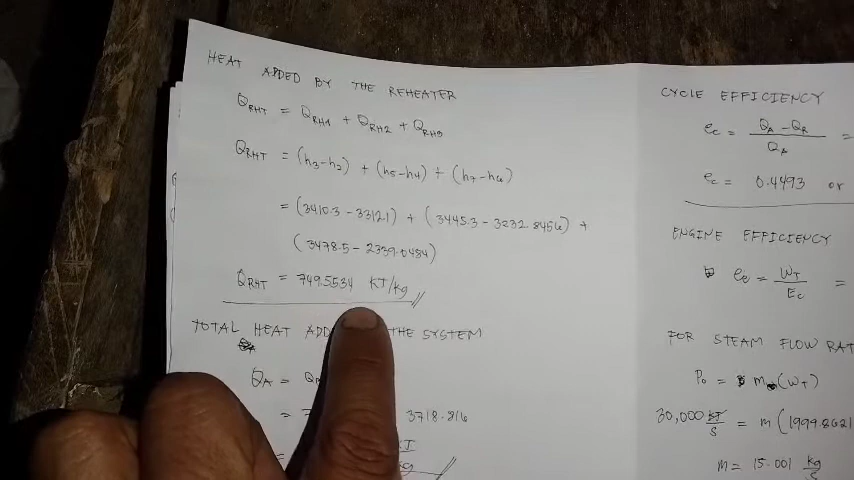 HEAT ADDED BY THE REHEATER
QRHT = QRH1 + QRH2 + QRH3
QRHT = (h3-h2) + (h5-h4) + (h7-h6)
= (3410.3 - 3312.1) + (3445.3 - 3232.8456) +
(3478.5 - 2339.0484)
QRHT = 749.5534 KJ/kg
TOTAL HEAT THE SYSTEM
QA =
= 3718.816
=
CYCLE EFFICIENCY
ec = QA - QR / QA =
ec = 0.4493 or
ENGINE EFFICIENCY
ee = WT / Ec =
FOR STEAM FLOW
Po = m (WT)
30,000 KJ/S = m (1999.8621
m = 15.001 kg/s